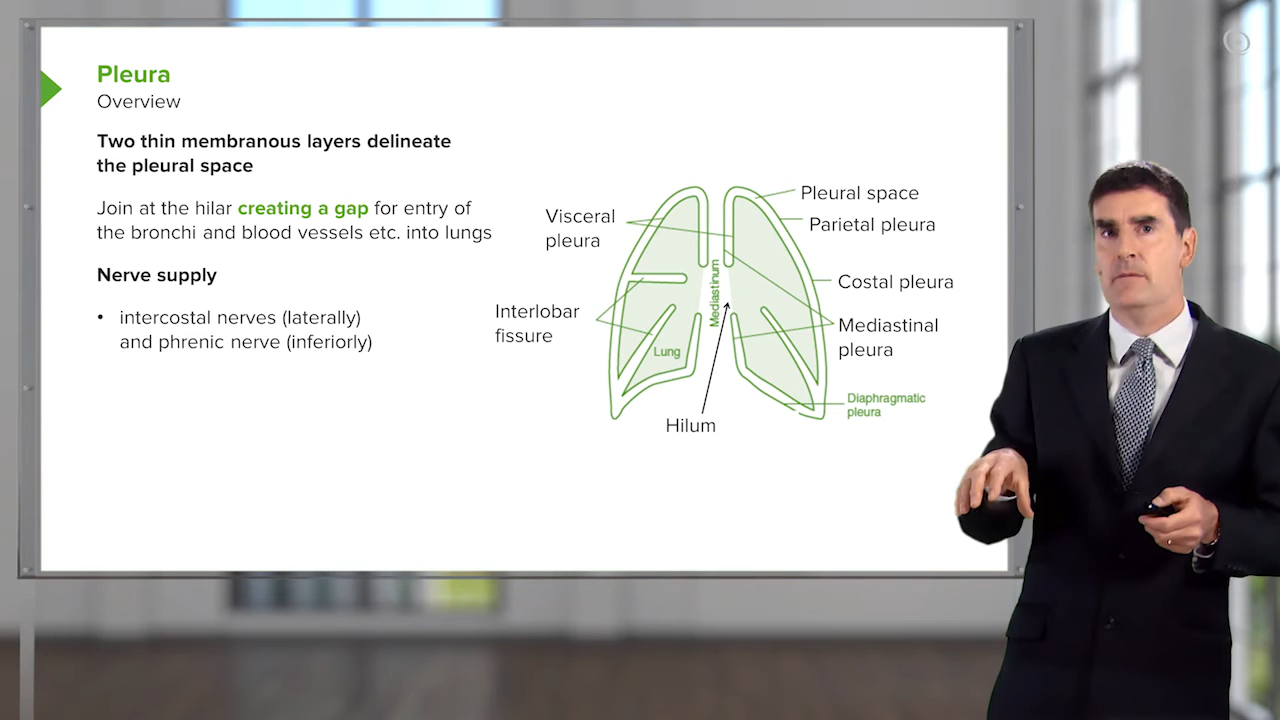 Pleura
Overview
Two thin membranous layers delineate
the pleural space
Join at the hilar creating a gap for entry of
the bronchi and blood vessels etc. into lungs
Nerve supply
• intercostal nerves (laterally)
and phrenic nerve (inferiorly)
Visceral
pleura
Interlobar
fissure
Lung
Mediastinum
Hilum
Pleural space
Parietal pleura
Costal pleura
Mediastinal
pleura
Diaphragmatic
pleura